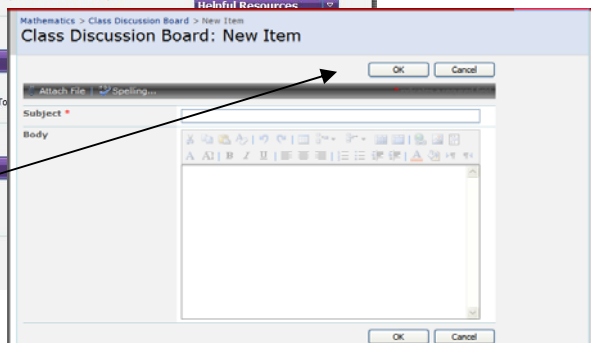 Helpful Resources
Mathematics > Class Discussion Board > New Item
Class Discussion Board: New Item
OK Cancel
Attach File | Spelling...
To
Subject *
Body
A A | B I U
OK Cancel